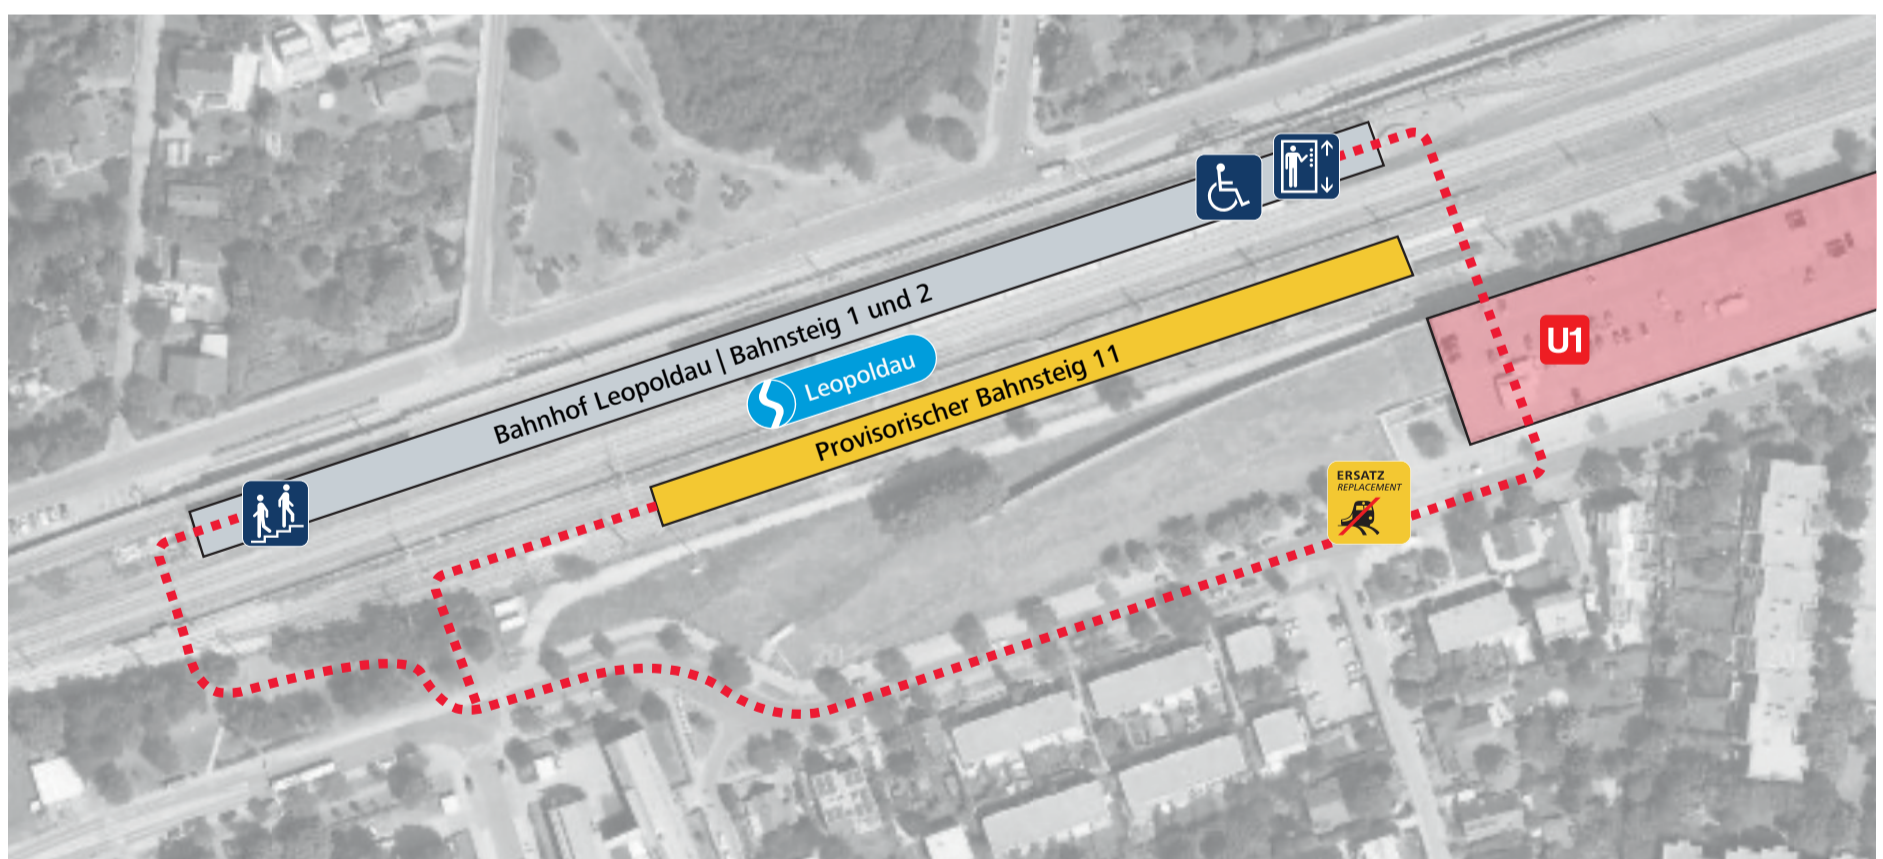 Bahnhof Leopoldau | Bahnsteig 1 und 2
Leopoldau
Provisorischer Bahnsteig 11
U1
ERSATZ
REPLACEMENT